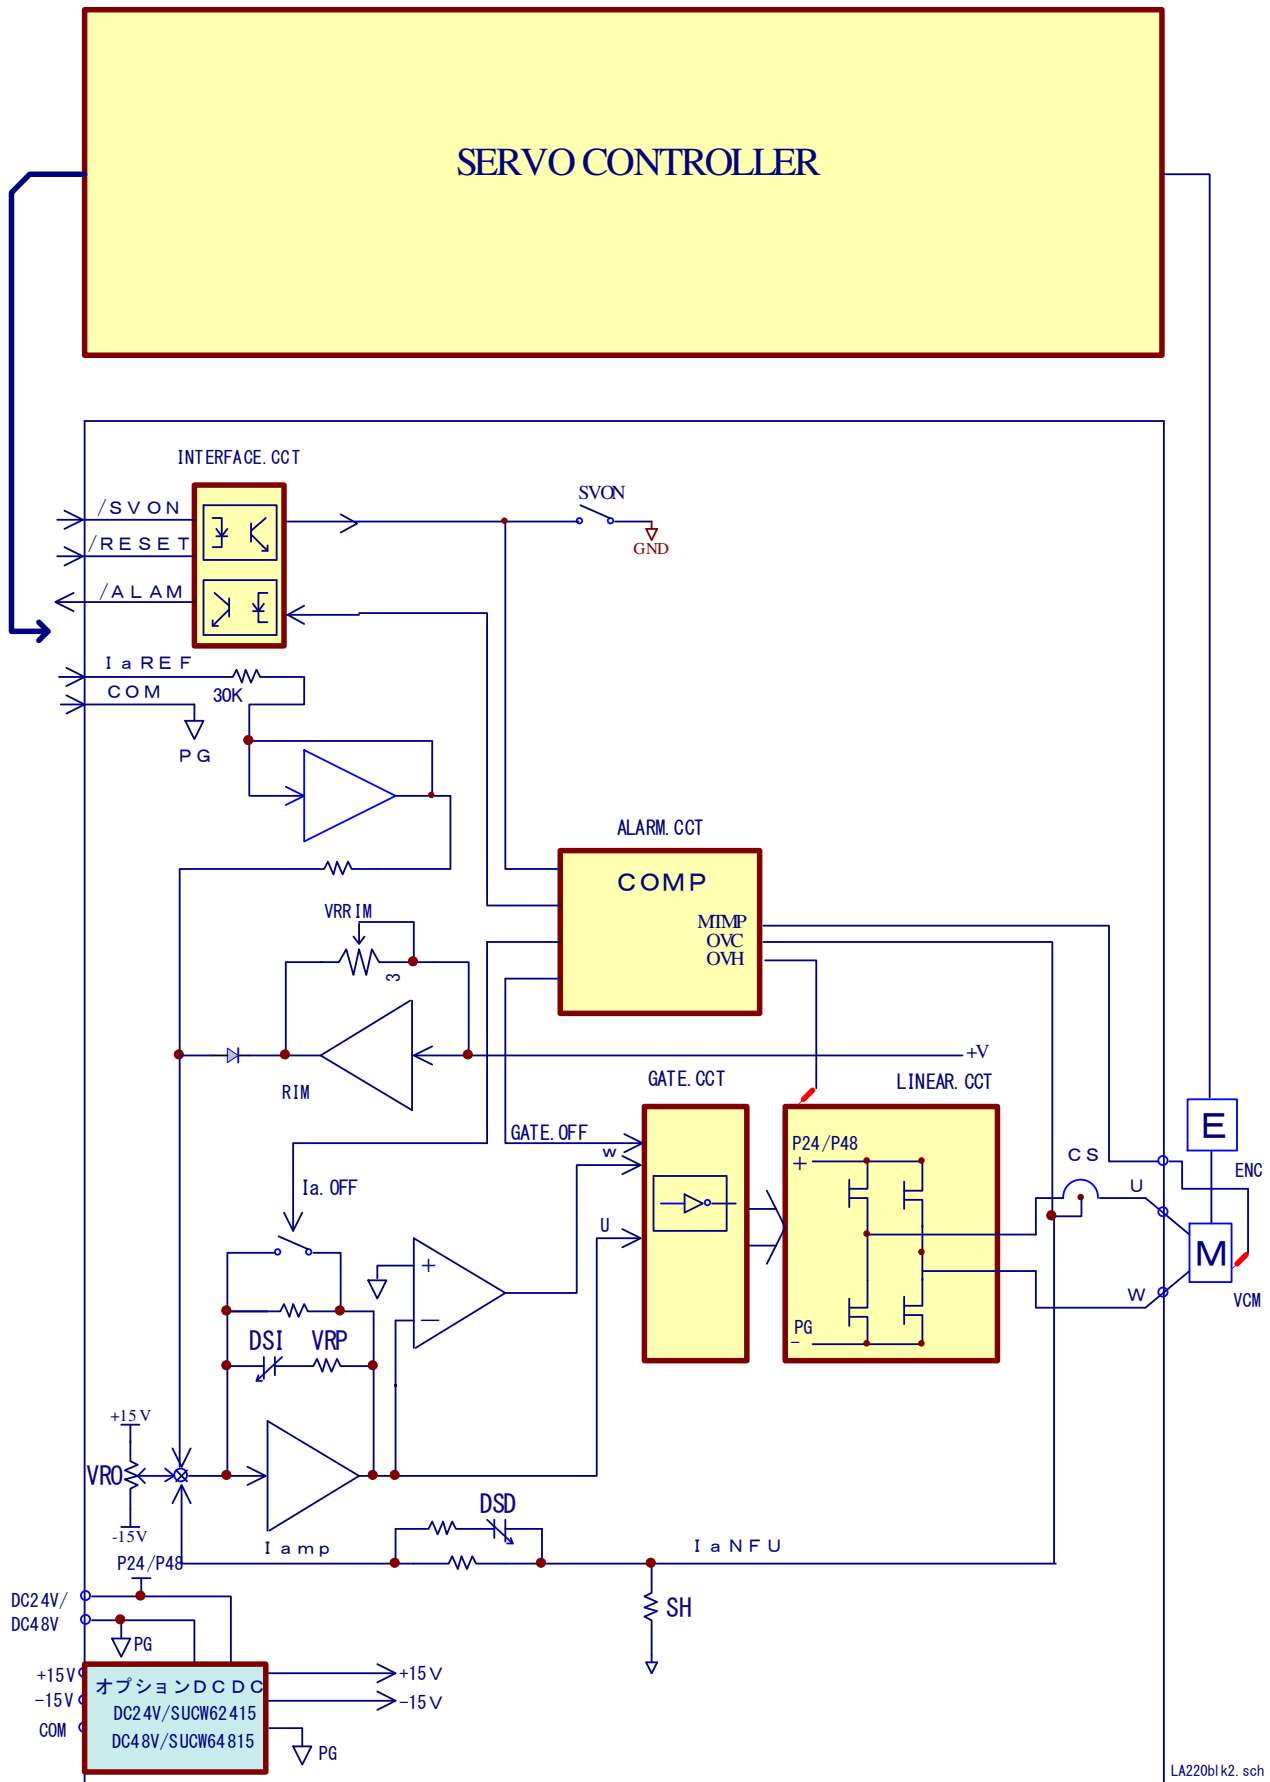 SERVO CONTROLLER
INTERFACE.CCT
/SVON
/RESET
/ALAM
SVON
GND
IaREF
COM
30K
PG
ALARM.CCT
COMP
MTMP
OVC
OVH
VRRIM
3
RIM
+V
GATE.CCT
LINEAR.CCT
GATE.OFF
w
U
P24/P48
+
PG
-
CS
U
W
E
ENC
M
VCM
Ia.OFF
+
-
DSI
VRP
+15V
VRO
-15V
Iamp
DSD
IaNFU
SH
P24/P48
DC24V/
DC48V
PG
+15V
-15V
COM
オプションDCDC
DC24V/SUCW62415
DC48V/SUCW64815
+15V
-15V
PG
LA220blk2.sch